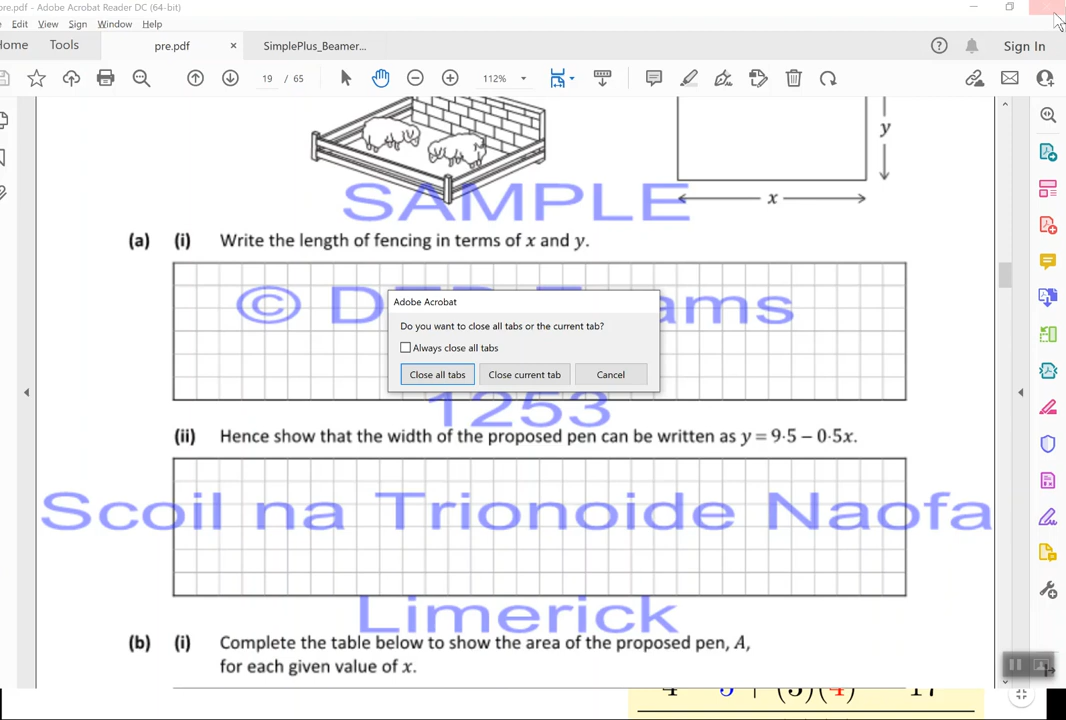 pre.pdf - Adobe Acrobat Reader DC (64-bit)
Edit View Sign Window Help
Home Tools pre.pdf × SimplePlus_Beamer... Sign In
19 / 65 112%
y
x
SAMPLE
(a) (i) Write the length of fencing in terms of x and y.
© DEB Exams
Adobe Acrobat
Do you want to close all tabs or the current tab?
Always close all tabs
Close all tabs Close current tab Cancel
1253
(ii) Hence show that the width of the proposed pen can be written as y = 9·5 – 0·5x.
Scoil na Trionoide Naofa
Limerick
(b) (i) Complete the table below to show the area of the proposed pen, A,
for each given value of x.